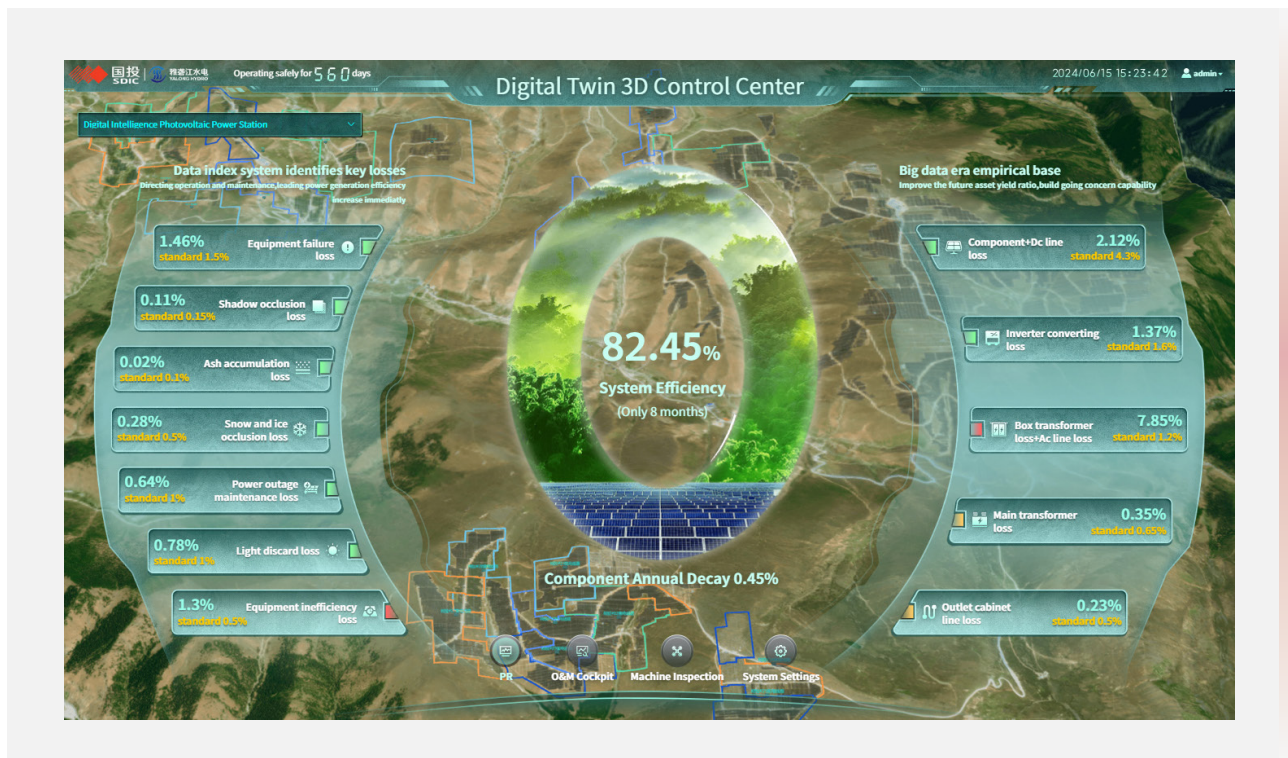 国投
SDIC
雅砻江水电
YALONG HYDRO
Operating safely for 560 days
Digital Twin 3D Control Center
2024/06/15 15:23:42
admin
Digital Intelligence Photovoltaic Power Station
Data index system identifies key losses
Directing operation and maintenance,leading power generation efficiency
increase immediatly
1.46%
standard 1.5%
Equipment failure
loss
0.11%
standard 0.15%
Shadow occlusion
loss
0.02%
standard 0.1%
Ash accumulation
loss
0.28%
standard 0.5%
Snow and ice
occlusion loss
0.64%
standard 1%
Power outage
maintenance loss
0.78%
standard 1%
Light discard loss
1.3%
standard 0.5%
Equipment inefficiency
loss
82.45%
System Efficiency
(Only 8 months)
Component Annual Decay 0.45%
Big data era empirical base
Improve the future asset yield ratio,build going concern capability
Component+Dc line
loss
2.12%
standard 4.3%
Inverter converting
loss
1.37%
standard 1.6%
Box transformer
loss+Ac line loss
7.85%
standard 1.2%
Main transformer
loss
0.35%
standard 0.65%
Outlet cabinet
line loss
0.23%
standard 0.5%
PR
O&M Cockpit
Machine Inspection
System Settings